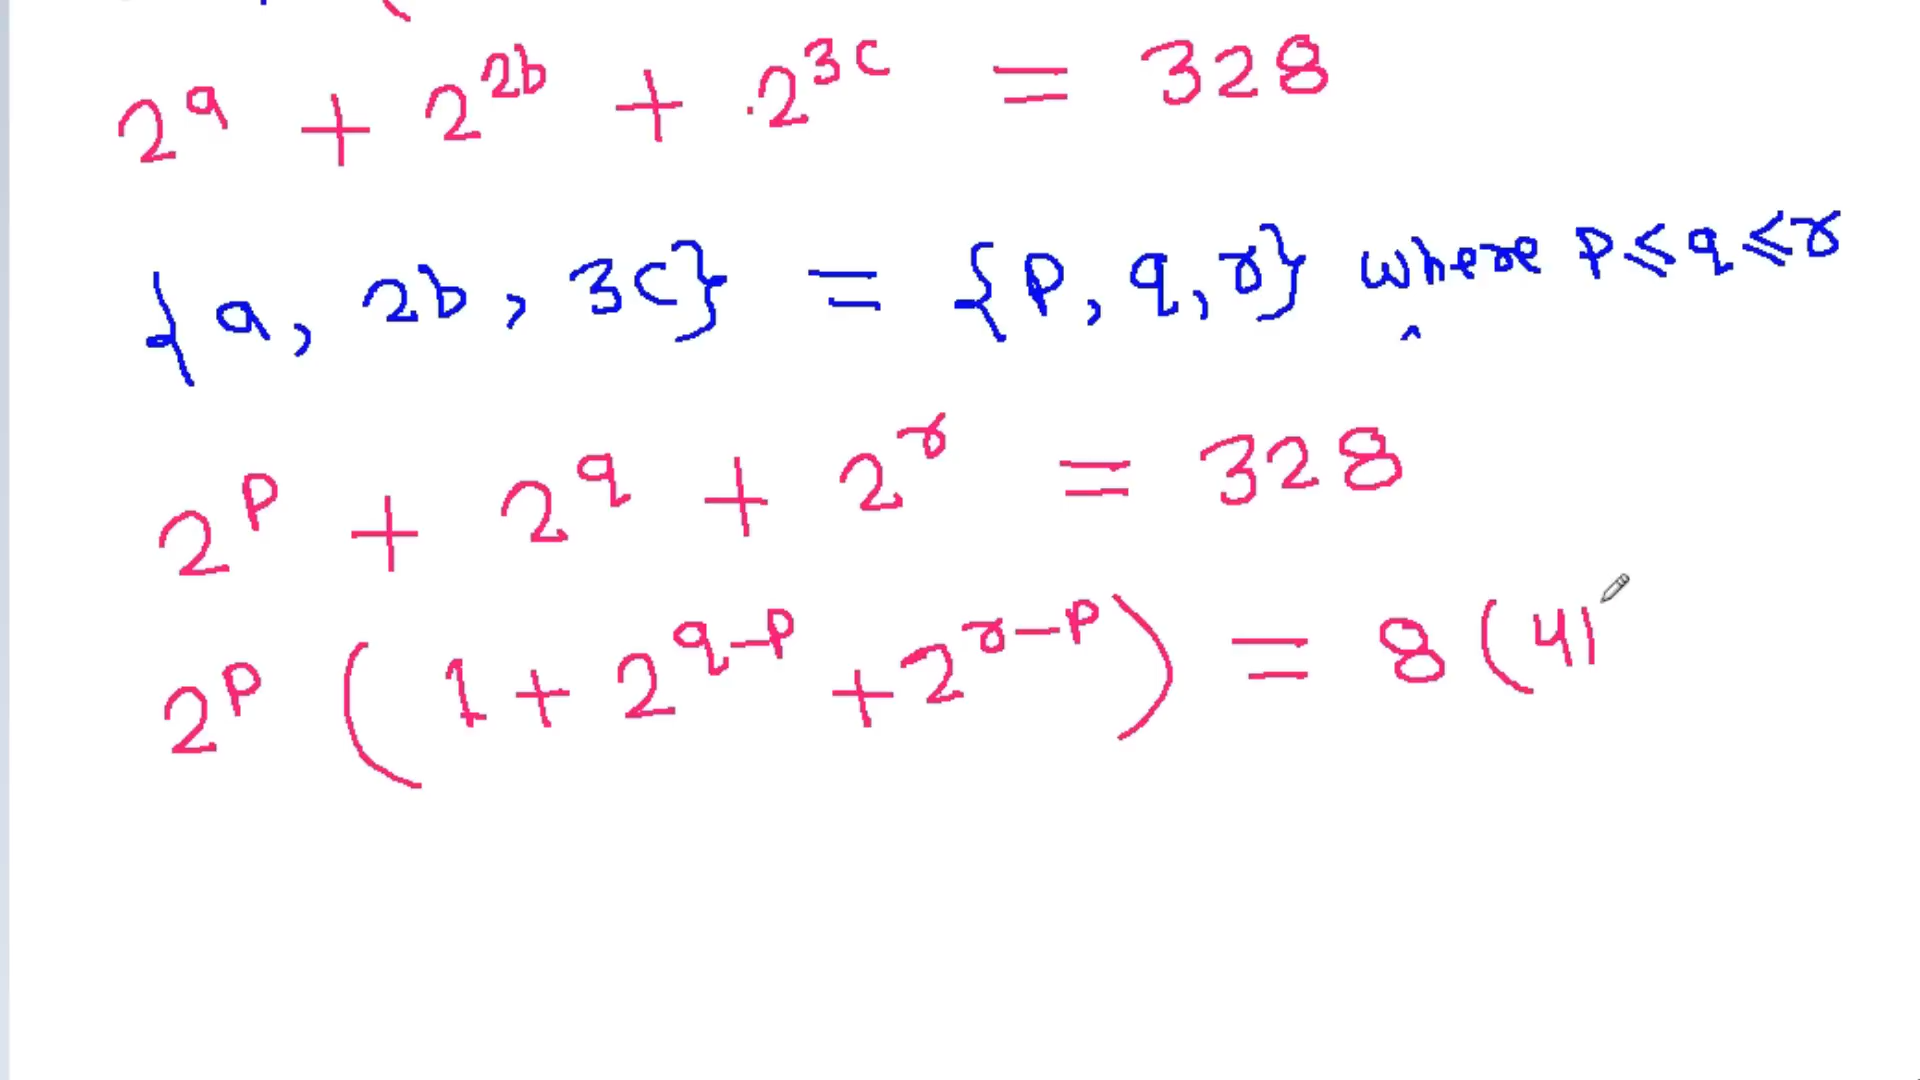 2^a + 2^{2b} + 2^{3c} = 328
{a, 2b, 3c} = {p, q, r} where p ≤ q ≤ r
2^p + 2^q + 2^r = 328
2^p (1 + 2^{q-p} + 2^{r-p}) = 8 (41